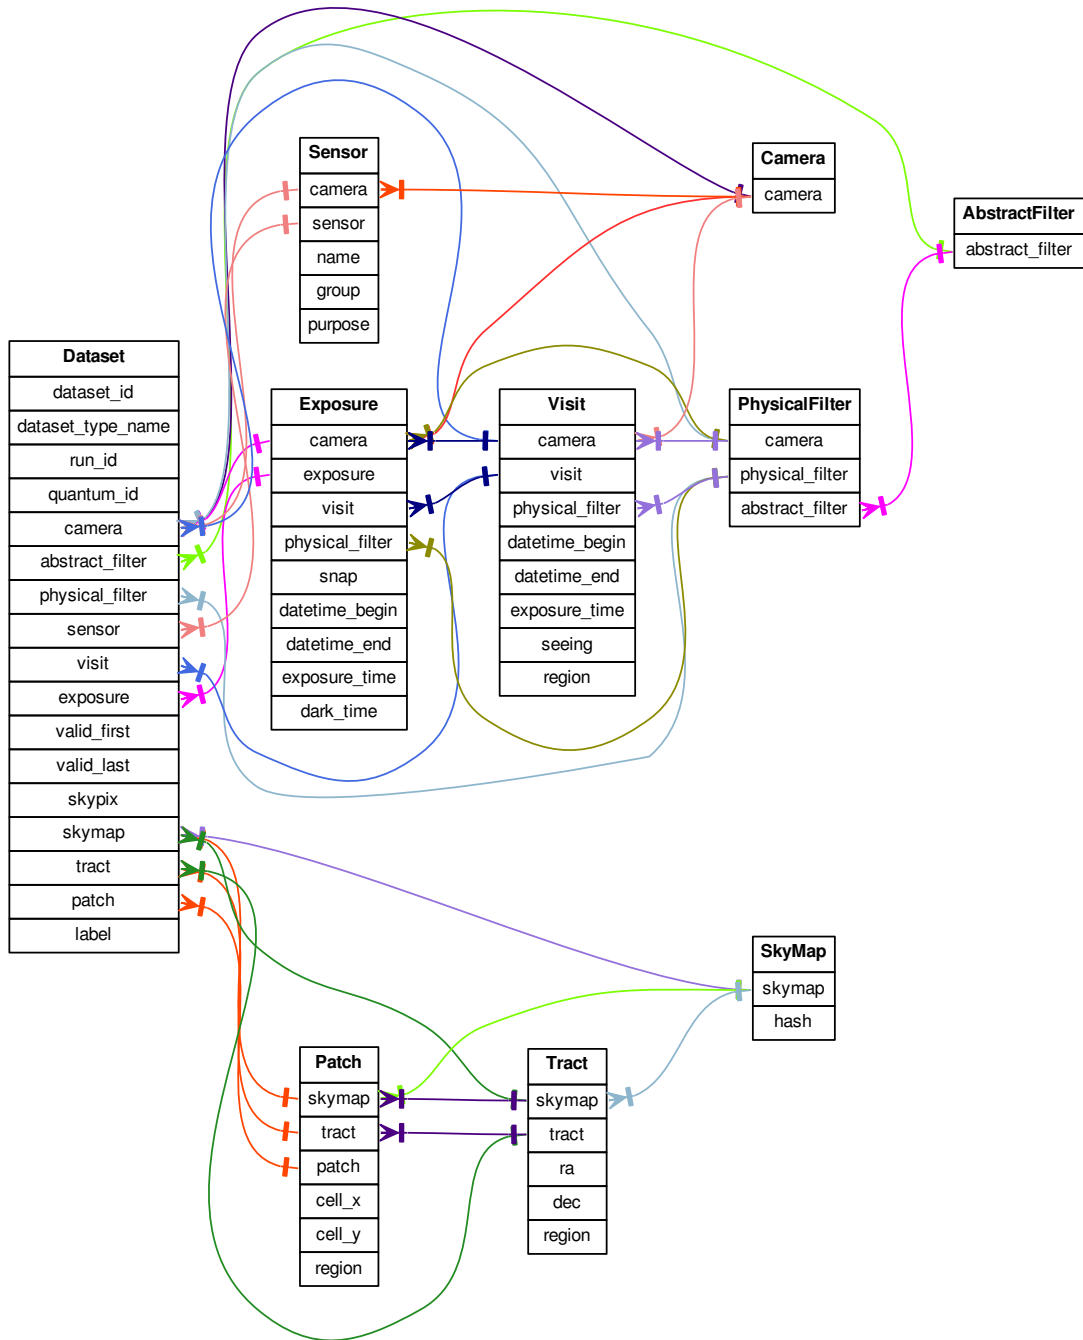 Sensor
camera
sensor
name
group
purpose
Camera
camera
AbstractFilter
abstract_filter
Dataset
dataset_id
dataset_type_name
run_id
quantum_id
camera
abstract_filter
physical_filter
sensor
visit
exposure
valid_first
valid_last
skypix
skymap
tract
patch
label
Exposure
camera
exposure
visit
physical_filter
snap
datetime_begin
datetime_end
exposure_time
dark_time
Visit
camera
visit
physical_filter
datetime_begin
datetime_end
exposure_time
seeing
region
PhysicalFilter
camera
physical_filter
abstract_filter
SkyMap
skymap
hash
Patch
skymap
tract
patch
cell_x
cell_y
region
Tract
skymap
tract
ra
dec
region